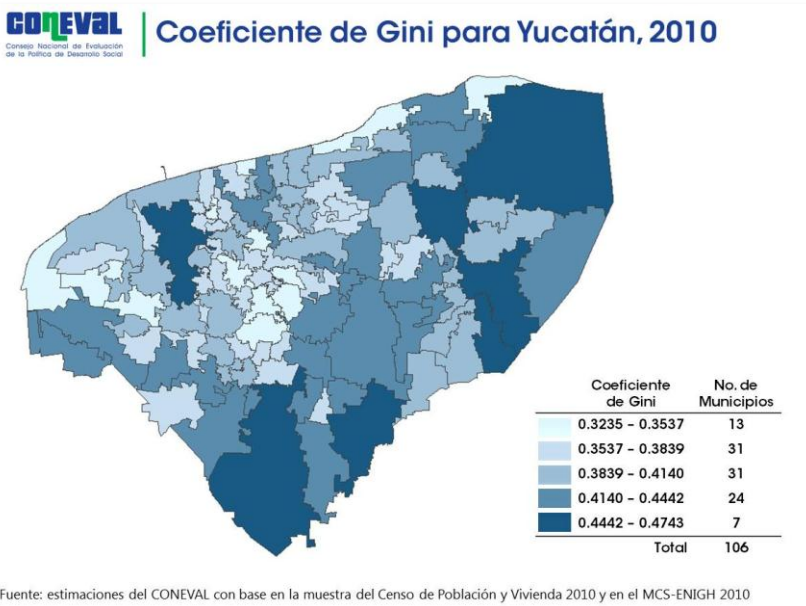 CONEVAL
Consejo Nacional de Evaluación
de la Política de Desarrollo Social
Coeficiente de Gini para Yucatán, 2010
Coeficiente de Gini No. de Municipios
0.3235 - 0.3537 13
0.3537 - 0.3839 31
0.3839 - 0.4140 31
0.4140 - 0.4442 24
0.4442 - 0.4743 7
Total 106
Fuente: estimaciones del CONEVAL con base en la muestra del Censo de Población y Vivienda 2010 y en el MCS-ENIGH 2010